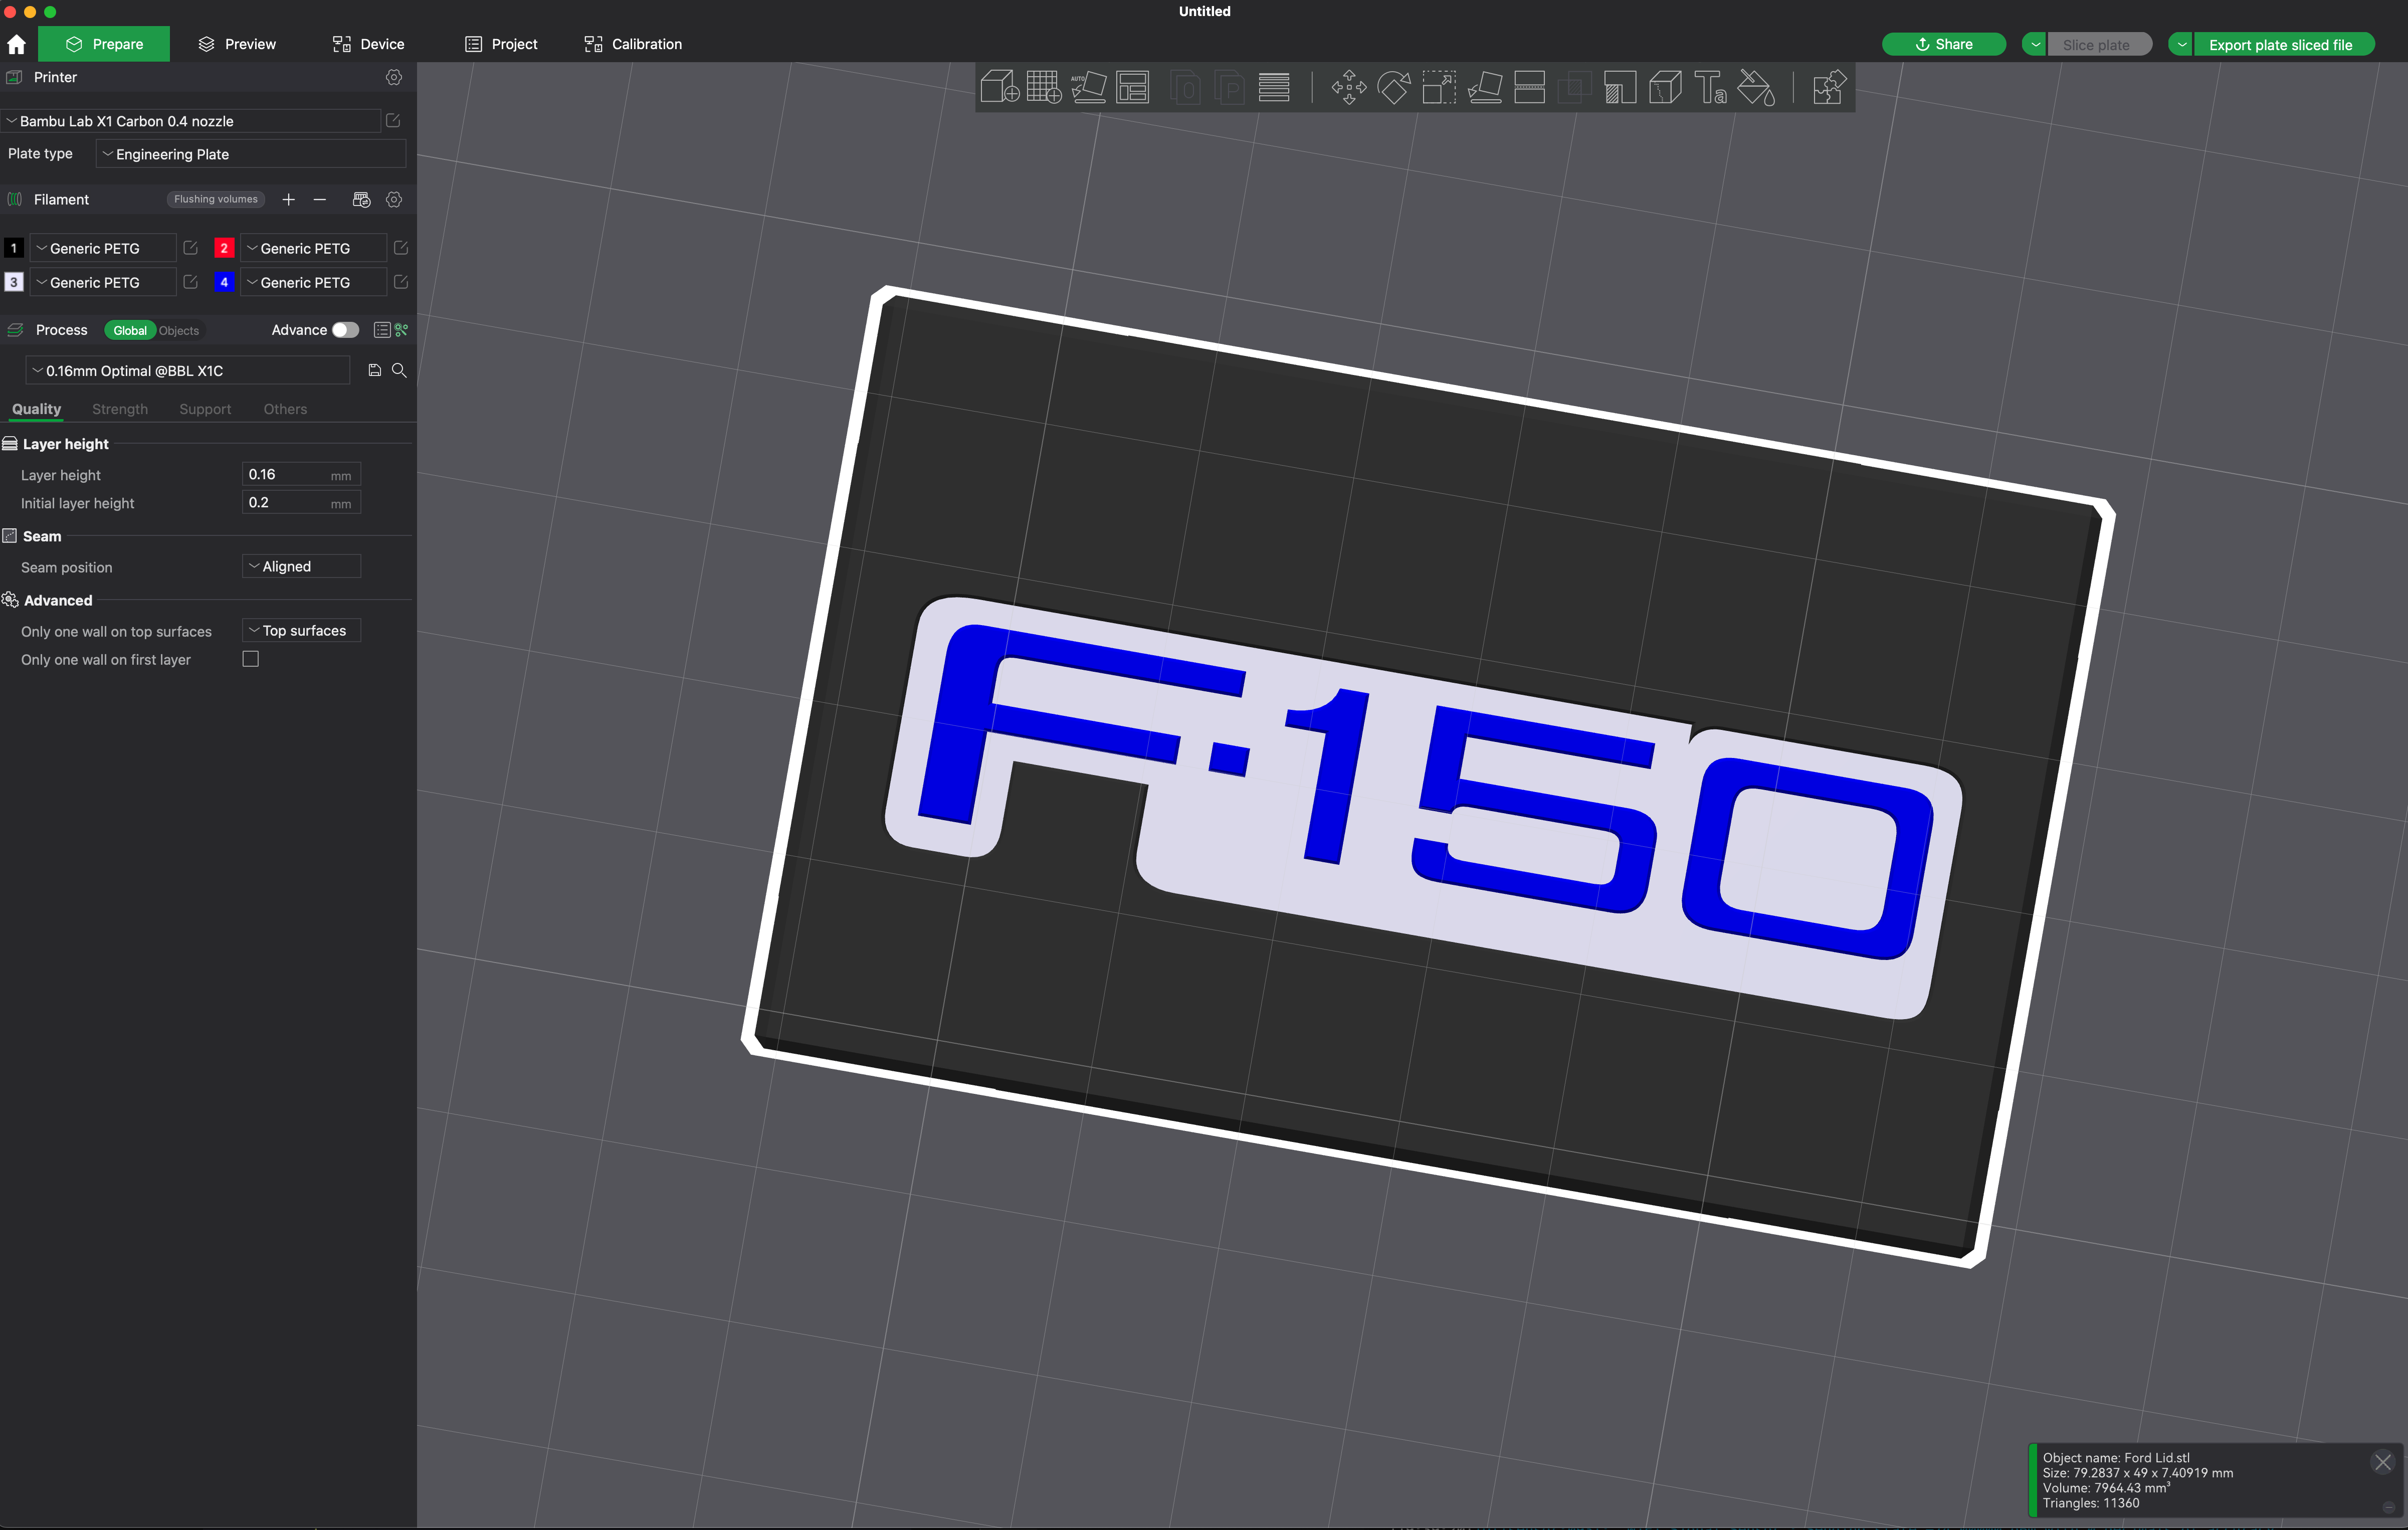 Untitled
Prepare
Preview
Device
Project
Calibration
Share
Slice plate
Export plate sliced file
Printer
Bambu Lab X1 Carbon 0.4 nozzle
Plate type
Engineering Plate
Filament
Flushing volumes
1 Generic PETG
2 Generic PETG
3 Generic PETG
4 Generic PETG
Process
Global
Objects
Advance
0.16mm Optimal @BBL X1C
Quality
Strength
Support
Others
Layer height
Layer height 0.16 mm
Initial layer height 0.2 mm
Seam
Seam position Aligned
Advanced
Only one wall on top surfaces Top surfaces
Only one wall on first layer
AUTO
O
P
Ta
F-150
Object name: Ford Lid.stl
Size: 79.2837 x 49 x 7.40919 mm
Volume: 7964.43 mm³
Triangles: 11360